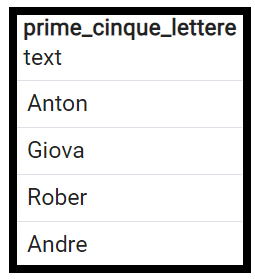 prime_cinque_lettere
text
Anton
Giova
Rober
Andre